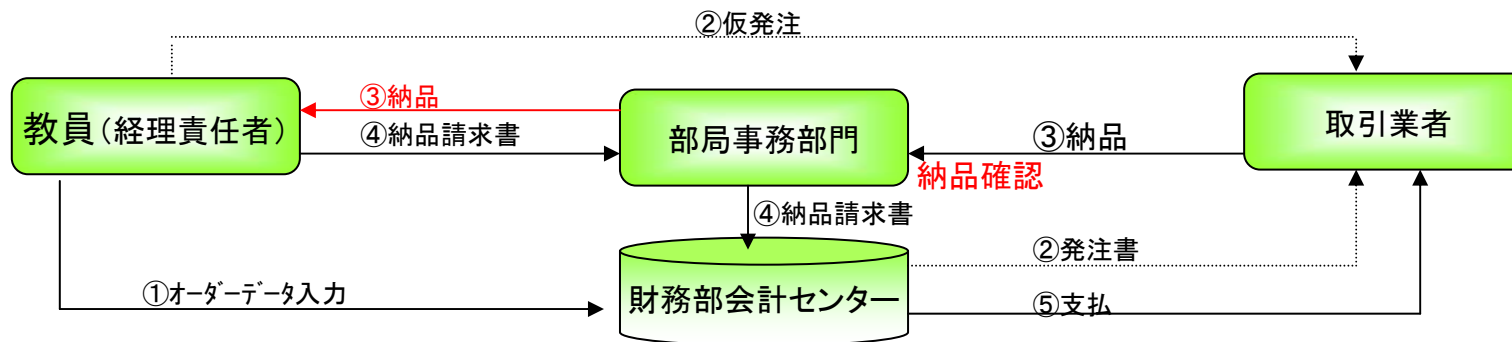 ②仮発注
教員（経理責任者）
③納品
④納品請求書
部局事務部門
③納品
納品確認
取引業者
④納品請求書
②発注書
①ｵｰﾀﾞｰﾃﾞｰﾀ入力
財務部会計センター
⑤支払